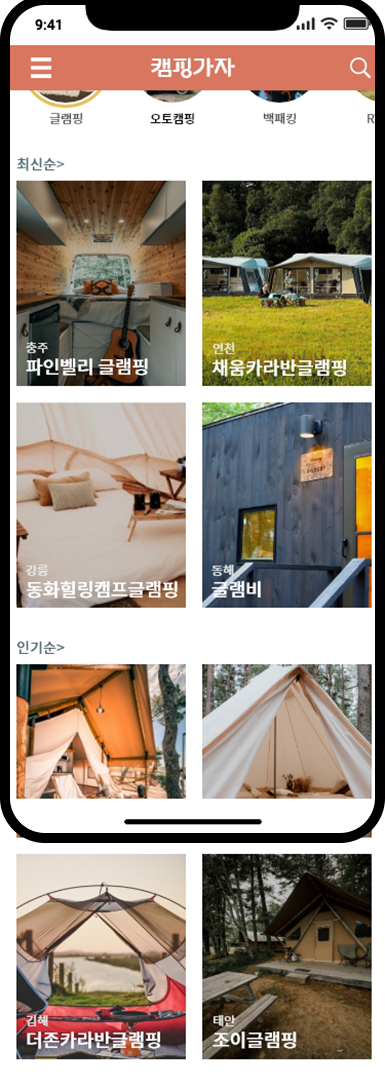 9:41
캠핑가자
글램핑
오토캠핑
백패킹
R
최신순>
충주
파인벨리 글램핑
연천
채움카라반글램핑
강릉
동화힐링캠프글램핑
동해
글램비
인기순>
김해
더존카라반글램핑
태안
조이글램핑